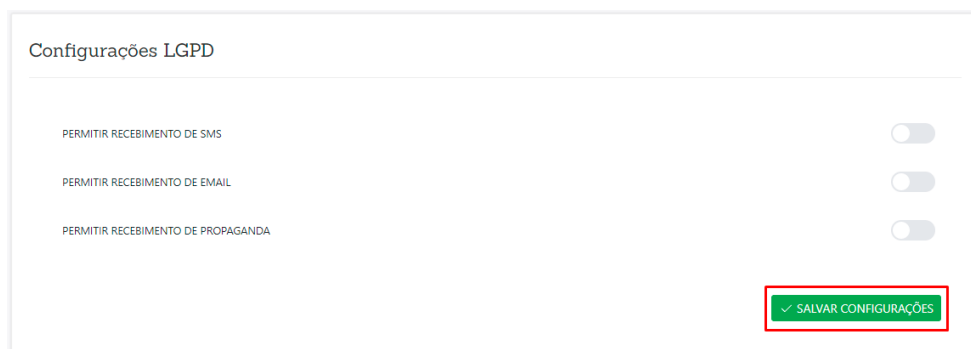 Configurações LGPD
PERMITIR RECEBIMENTO DE SMS
PERMITIR RECEBIMENTO DE EMAIL
PERMITIR RECEBIMENTO DE PROPAGANDA
SALVAR CONFIGURAÇÕES